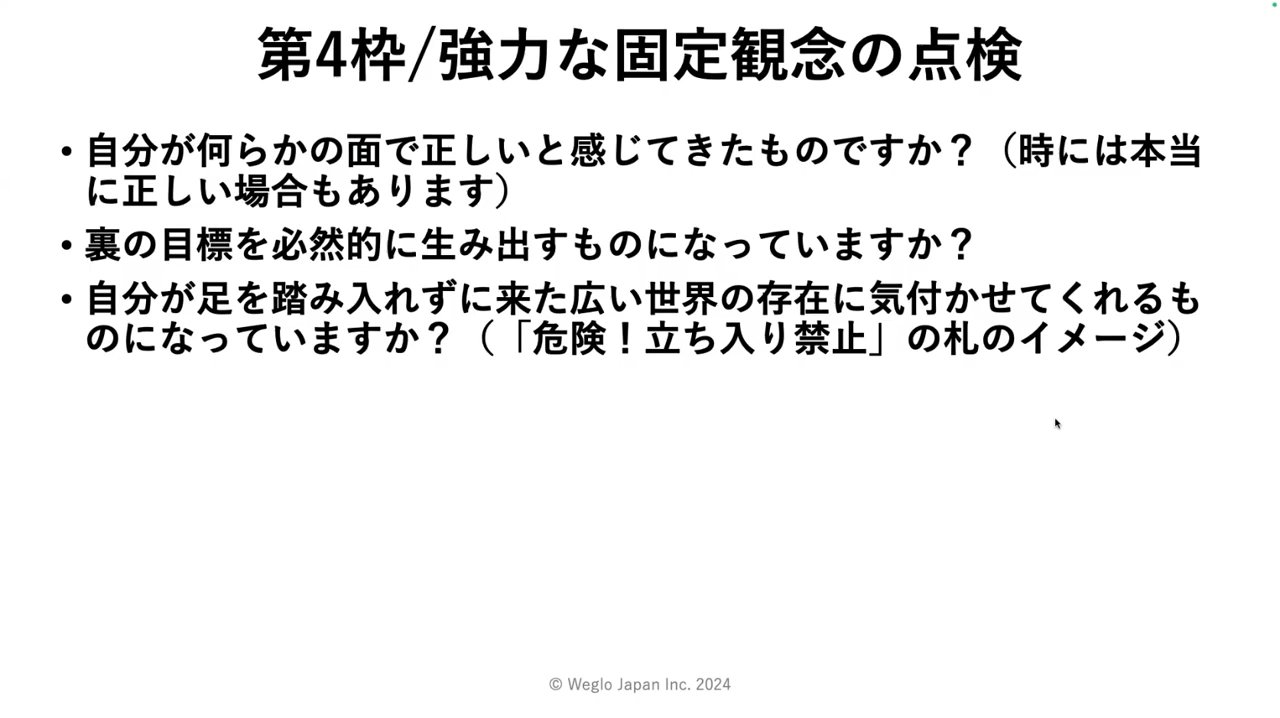 第4枠/強力な固定観念の点検
• 自分が何らかの面で正しいと感じてきたものですか？（時には本当
に正しい場合もあります）
• 裏の目標を必然的に生み出すものになっていますか？
• 自分が足を踏み入れずに来た広い世界の存在に気付かせてくれるも
のになっていますか？（「危険！立ち入り禁止」の札のイメージ）
© Weglo Japan Inc. 2024